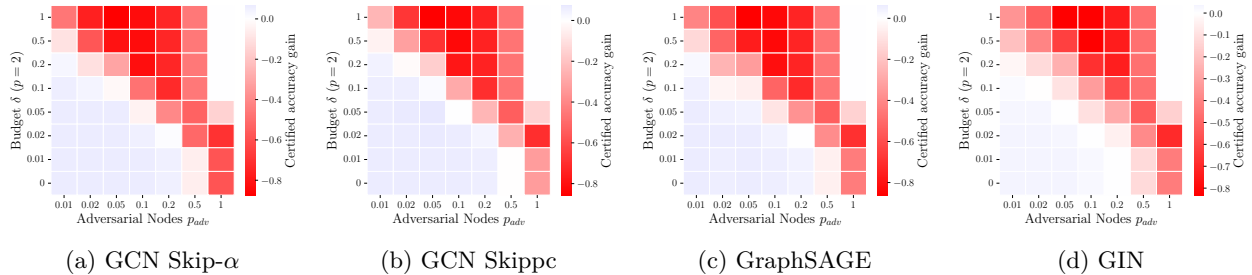 Budget δ (p = 2)
1
0.5
0.2
0.1
0.05
0.02
0.01
0
0.01 0.02 0.05 0.1 0.2 0.5 1
Adversarial Nodes p_adv
0.0
−0.2
−0.4
−0.6
−0.8
Certified accuracy gain
(a) GCN Skip-α
Budget δ (p = 2)
1
0.5
0.2
0.1
0.05
0.02
0.01
0
0.01 0.02 0.05 0.1 0.2 0.5 1
Adversarial Nodes p_adv
0.0
−0.2
−0.4
−0.6
−0.8
Certified accuracy gain
(b) GCN Skippc
Budget δ (p = 2)
1
0.5
0.2
0.1
0.05
0.02
0.01
0
0.01 0.02 0.05 0.1 0.2 0.5 1
Adversarial Nodes p_adv
0.0
−0.2
−0.4
−0.6
−0.8
Certified accuracy gain
(c) GraphSAGE
Budget δ (p = 2)
1
0.5
0.2
0.1
0.05
0.02
0.01
0
0.01 0.02 0.05 0.1 0.2 0.5 1
Adversarial Nodes p_adv
0.0
−0.1
−0.2
−0.3
−0.4
−0.5
−0.6
−0.7
−0.8
Certified accuracy gain
(d) GIN